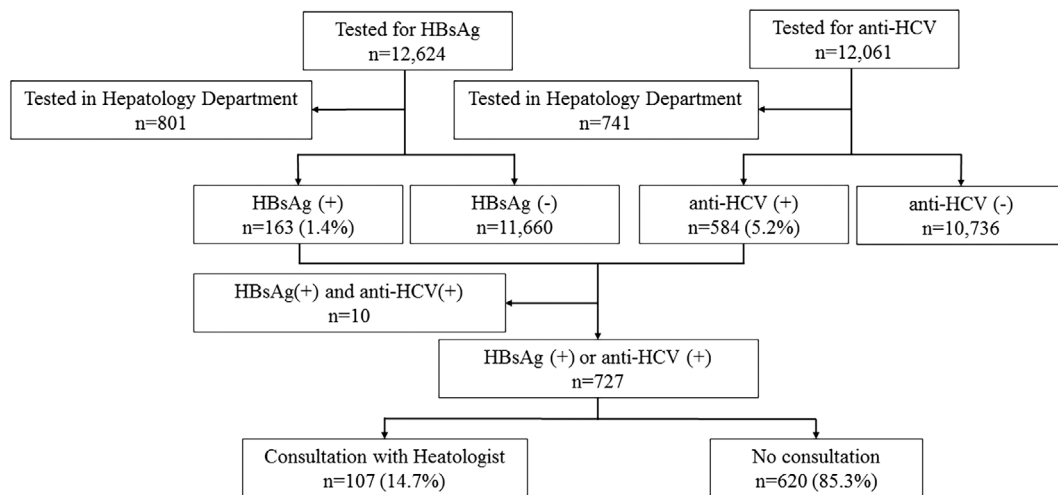 Tested for HBsAg
n=12,624
Tested for anti-HCV
n=12,061
Tested in Hepatology Department
n=801
Tested in Hepatology Department
n=741
HBsAg (+)
n=163 (1.4%)
HBsAg (-)
n=11,660
anti-HCV (+)
n=584 (5.2%)
anti-HCV (-)
n=10,736
HBsAg(+) and anti-HCV(+)
n=10
HBsAg (+) or anti-HCV (+)
n=727
Consultation with Heatologist
n=107 (14.7%)
No consultation
n=620 (85.3%)